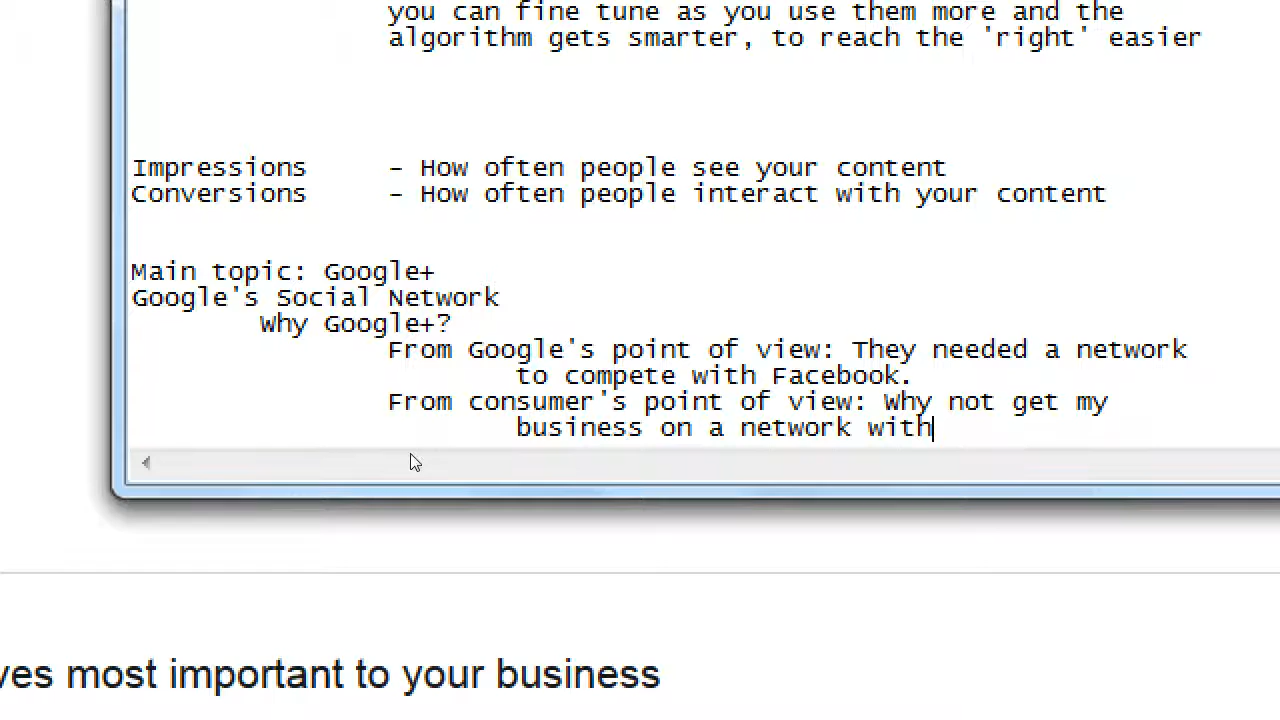 you can fine tune as you use them more and the
algorithm gets smarter, to reach the 'right' easier
Impressions - How often people see your content
Conversions - How often people interact with your content
Main topic: Google+
Google's Social Network
Why Google+?
From Google's point of view: They needed a network
to compete with Facebook.
From consumer's point of view: Why not get my
business on a network with
ves most important to your business